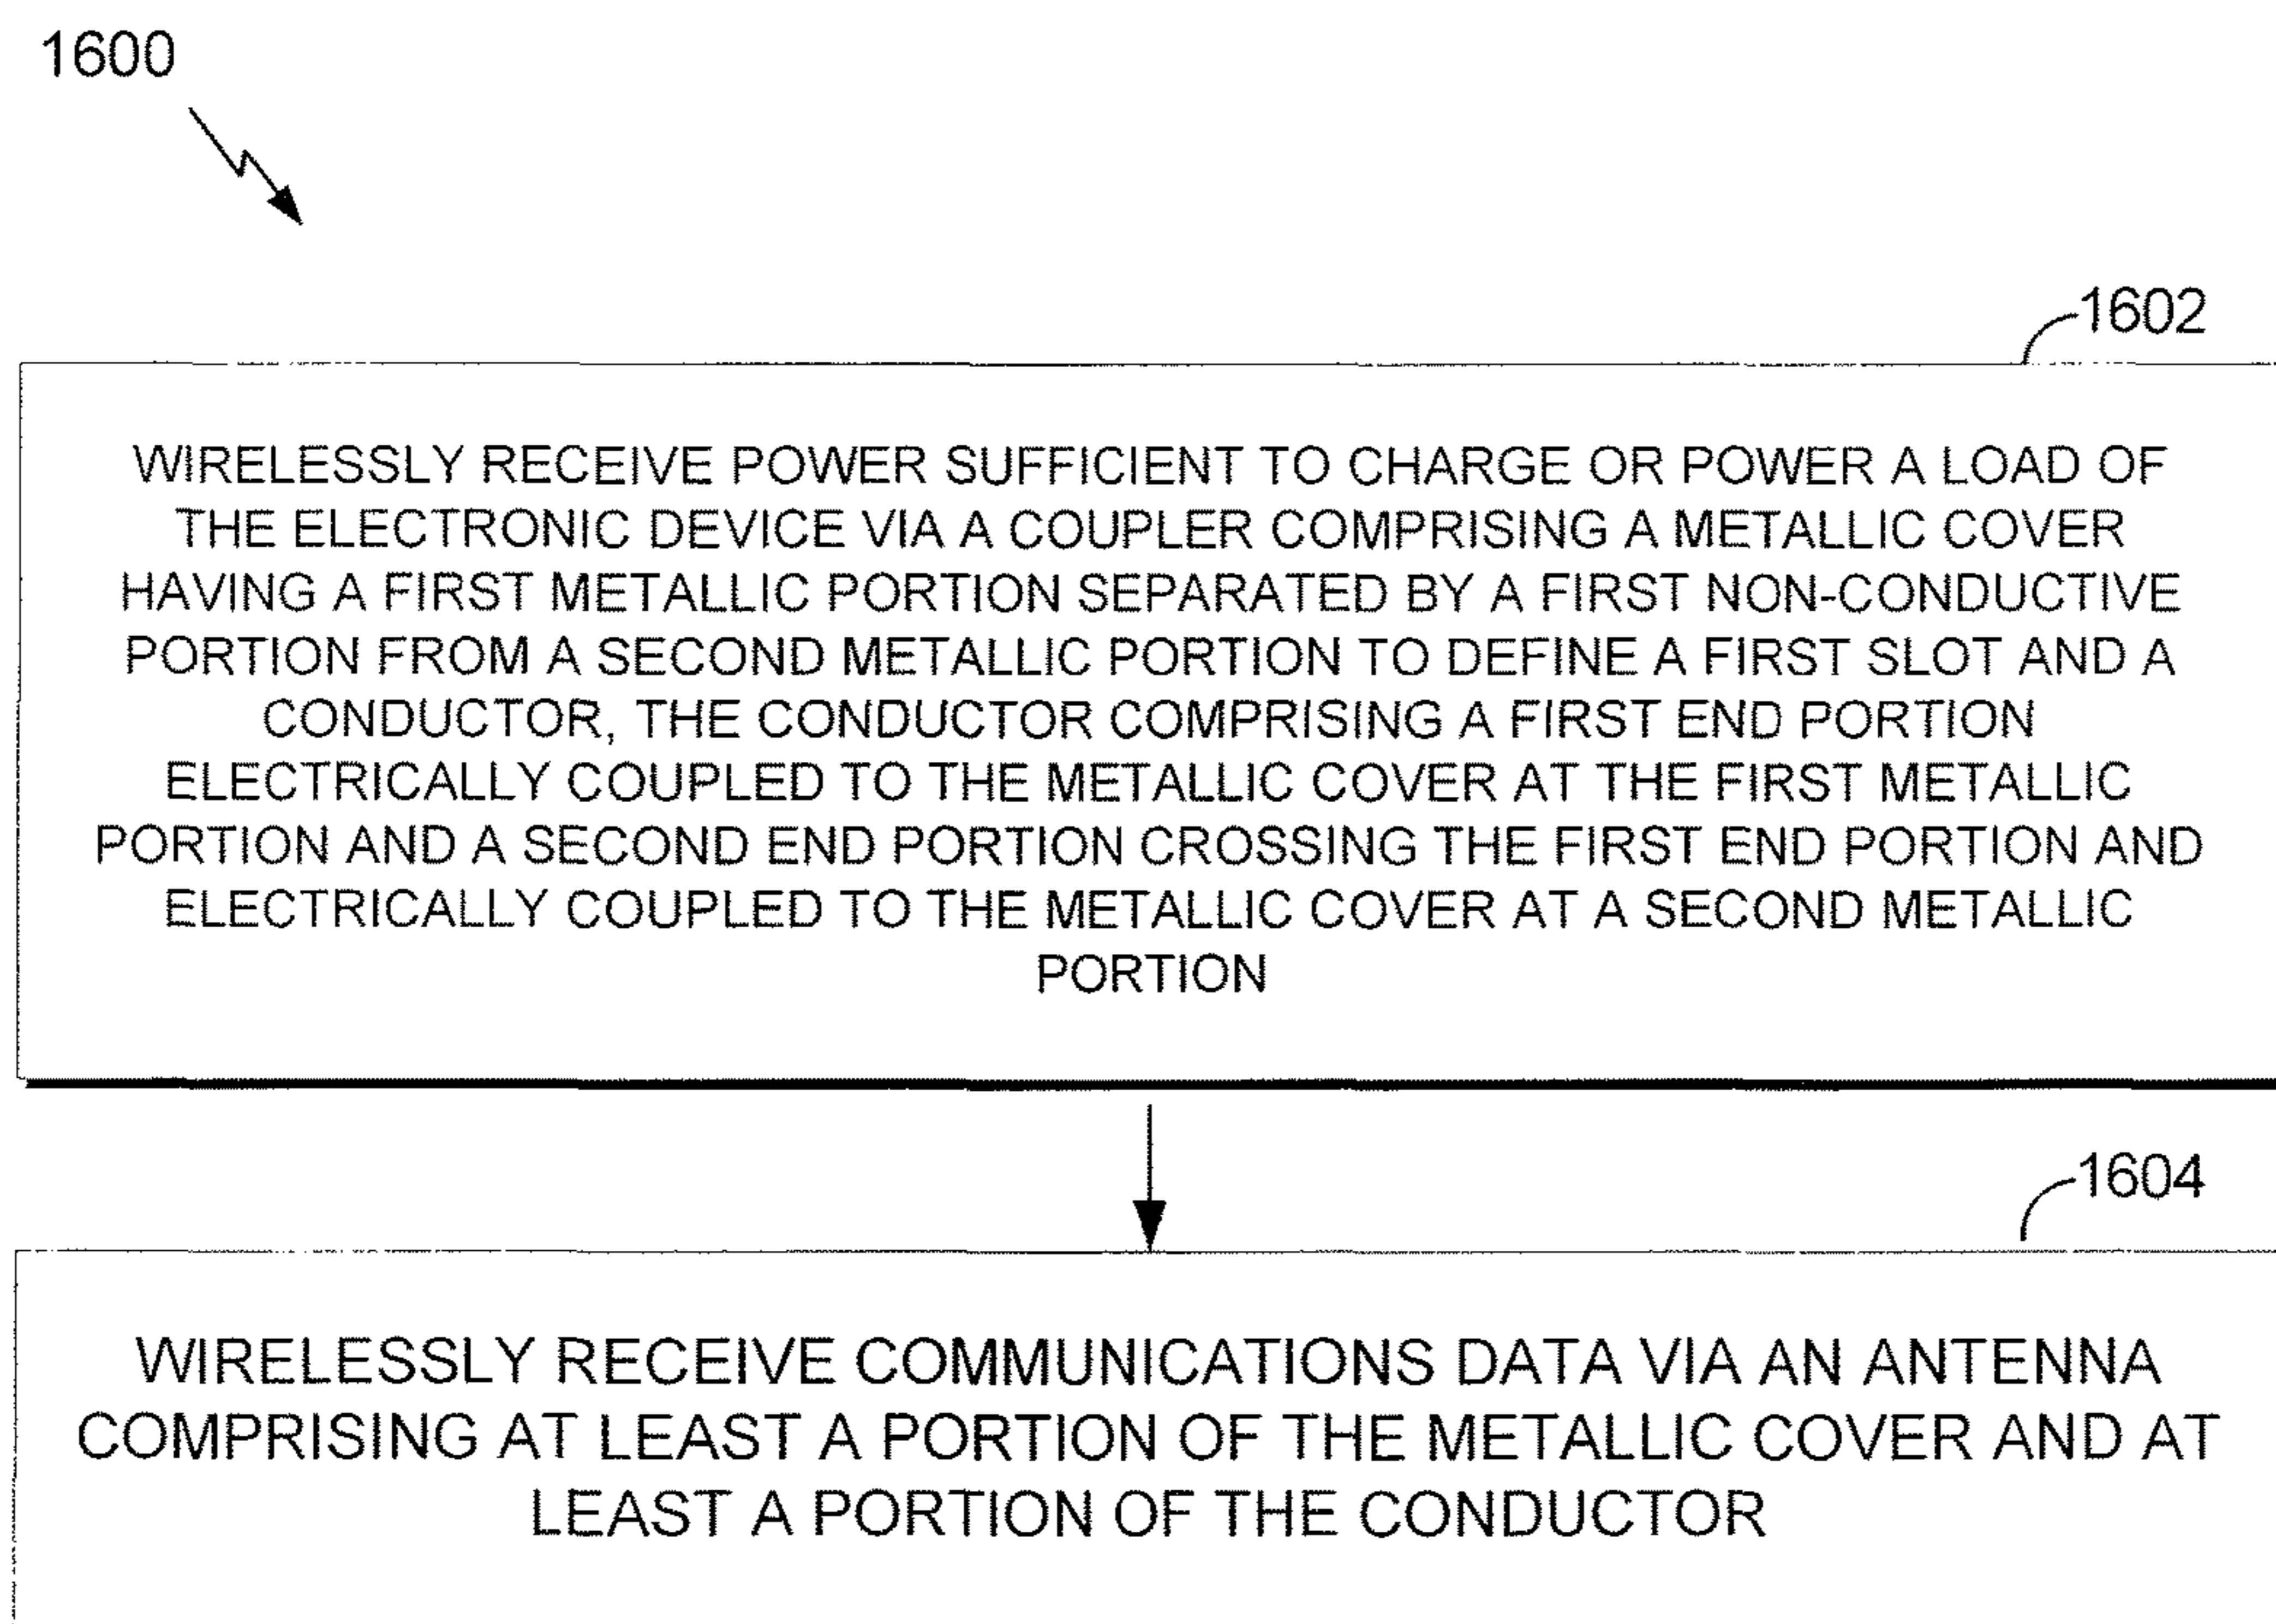 1600
1602
WIRELESSLY RECEIVE POWER SUFFICIENT TO CHARGE OR POWER A LOAD OF
THE ELECTRONIC DEVICE VIA A COUPLER COMPRISING A METALLIC COVER
HAVING A FIRST METALLIC PORTION SEPARATED BY A FIRST NON-CONDUCTIVE
PORTION FROM A SECOND METALLIC PORTION TO DEFINE A FIRST SLOT AND A
CONDUCTOR, THE CONDUCTOR COMPRISING A FIRST END PORTION
ELECTRICALLY COUPLED TO THE METALLIC COVER AT THE FIRST METALLIC
PORTION AND A SECOND END PORTION CROSSING THE FIRST END PORTION AND
ELECTRICALLY COUPLED TO THE METALLIC COVER AT A SECOND METALLIC
PORTION
1604
WIRELESSLY RECEIVE COMMUNICATIONS DATA VIA AN ANTENNA
COMPRISING AT LEAST A PORTION OF THE METALLIC COVER AND AT
LEAST A PORTION OF THE CONDUCTOR